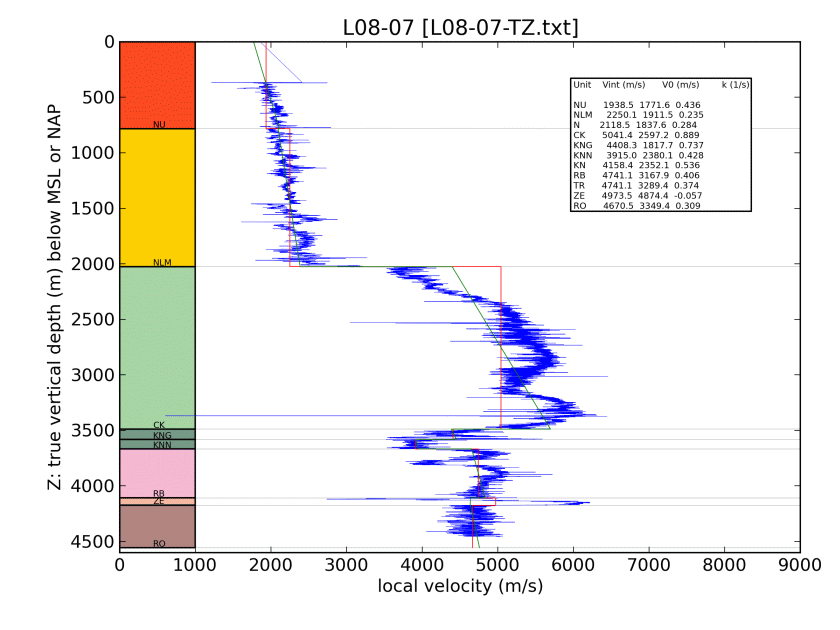 L08-07 [L08-07-TZ.txt]
Z: true vertical depth (m) below MSL or NAP
0
500
1000
1500
2000
2500
3000
3500
4000
4500
NU
NLM
CK
KNG
KNN
RB
ZE
RO
Unit Vint (m/s) V0 (m/s) k (1/s)
NU 1938.5 1771.6 0.436
NLM 2250.1 1911.5 0.235
N 2118.5 1837.6 0.284
CK 5041.4 2597.2 0.889
KNG 4408.3 1817.7 0.737
KNN 3915.0 2380.1 0.428
KN 4158.4 2352.1 0.536
RB 4741.1 3167.9 0.406
TR 4741.1 3289.4 0.374
ZE 4973.5 4874.4 -0.057
RO 4670.5 3349.4 0.309
0 1000 2000 3000 4000 5000 6000 7000 8000 9000
local velocity (m/s)